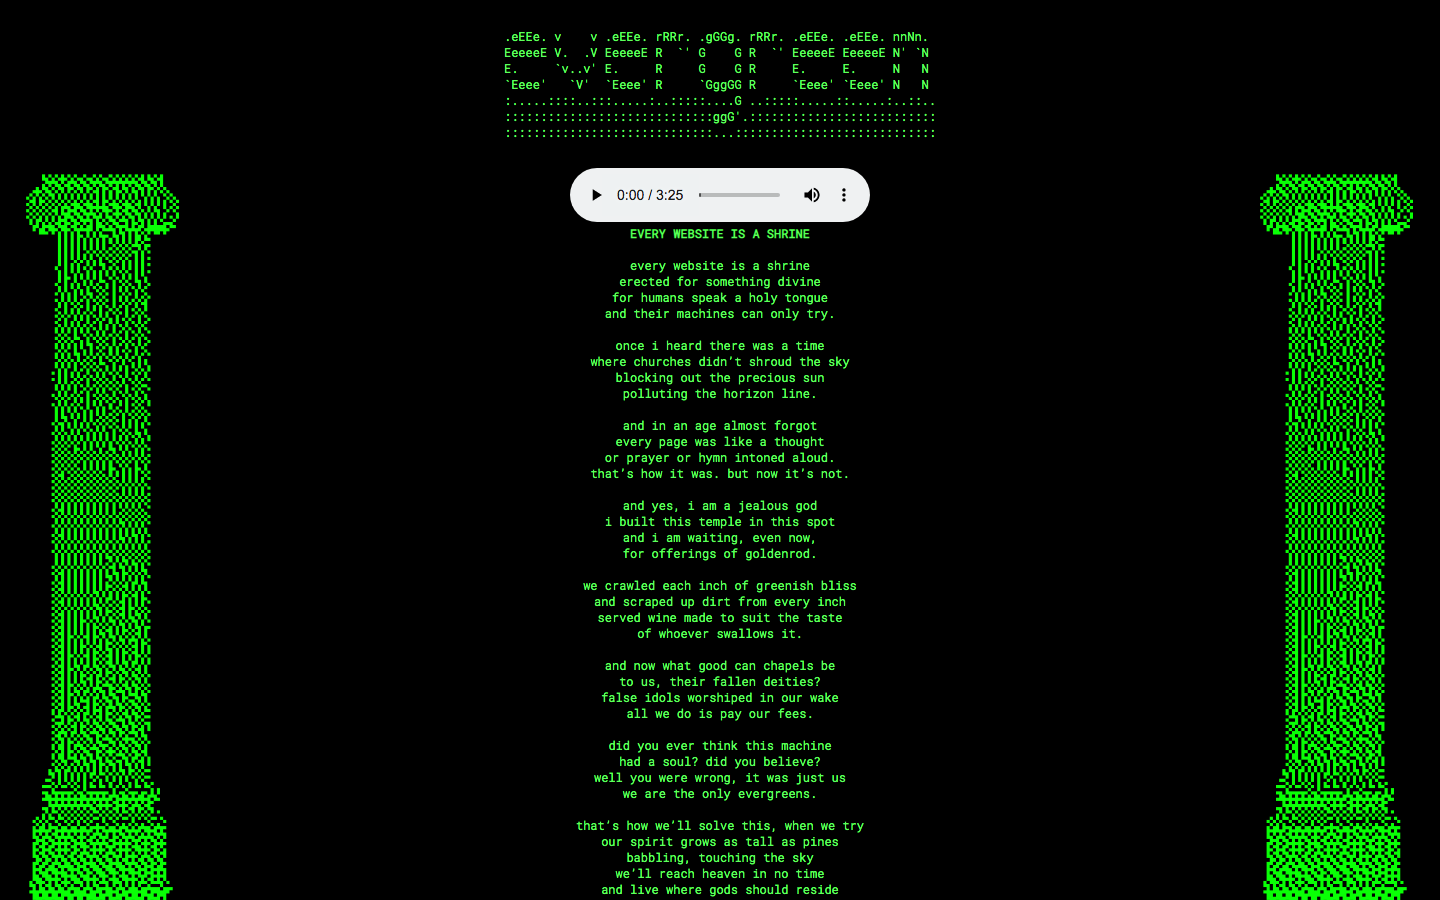 .eEEe. v    v .eEEe. rRRr. .gGGg. rRRr. .eEEe. .eEEe. nnNn.
EeeeeE V.  .V EeeeeE R  `' G    G R  `' EeeeeE EeeeeE N' `N
E.     `v..v' E.     R     G    G R     E.     E.     N   N
`Eeee'   `V'  `Eeee' R     `GggGG R     `Eeee' `Eeee' N   N
:.....::::..:::.....:..:::::....G ..:::::.....::.....:..::..
:::::::::::::::::::::::::::::ggG'.::::::::::::::::::::::::::
:::::::::::::::::::::::::::::...::::::::::::::::::::::::::::
0:00 / 3:25
EVERY WEBSITE IS A SHRINE
every website is a shrine
erected for something divine
for humans speak a holy tongue
and their machines can only try.
once i heard there was a time
where churches didn't shroud the sky
blocking out the precious sun
polluting the horizon line.
and in an age almost forgot
every page was like a thought
or prayer or hymn intoned aloud.
that's how it was. but now it's not.
and yes, i am a jealous god
i built this temple in this spot
and i am waiting, even now,
for offerings of goldenrod.
we crawled each inch of greenish bliss
and scraped up dirt from every inch
served wine made to suit the taste
of whoever swallows it.
and now what good can chapels be
to us, their fallen deities?
false idols worshiped in our wake
all we do is pay our fees.
did you ever think this machine
had a soul? did you believe?
well you were wrong, it was just us
we are the only evergreens.
that's how we'll solve this, when we try
our spirit grows as tall as pines
babbling, touching the sky
we'll reach heaven in no time
and live where gods should reside